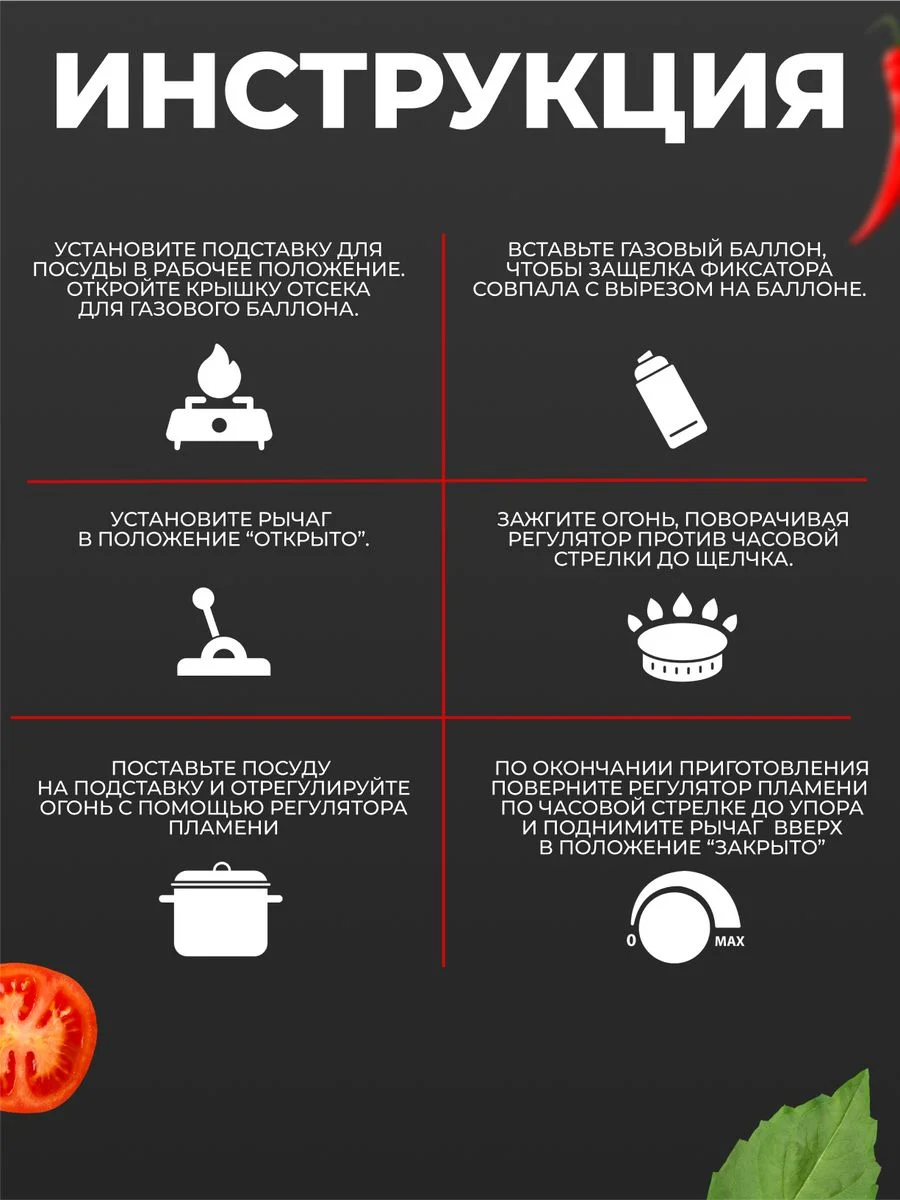 ИНСТРУКЦИЯ
УСТАНОВИТЕ ПОДСТАВКУ ДЛЯ
ПОСУДЫ В РАБОЧЕЕ ПОЛОЖЕНИЕ.
ОТКРОЙТЕ КРЫШКУ ОТСЕКА
ДЛЯ ГАЗОВОГО БАЛЛОНА.
ВСТАВЬТЕ ГАЗОВЫЙ БАЛЛОН,
ЧТОБЫ ЗАЩЕЛКА ФИКСАТОРА
СОВПАЛА С ВЫРЕЗОМ НА БАЛЛОНЕ.
УСТАНОВИТЕ РЫЧАГ
В ПОЛОЖЕНИЕ “ОТКРЫТО”.
ЗАЖГИТЕ ОГОНЬ, ПОВОРАЧИВАЯ
РЕГУЛЯТОР ПРОТИВ ЧАСОВОЙ
СТРЕЛКИ ДО ЩЕЛЧКА.
ПОСТАВЬТЕ ПОСУДУ
НА ПОДСТАВКУ И ОТРЕГУЛИРУЙТЕ
ОГОНЬ С ПОМОЩЬЮ РЕГУЛЯТОРА
ПЛАМЕНИ
ПО ОКОНЧАНИИ ПРИГОТОВЛЕНИЯ
ПОВЕРНИТЕ РЕГУЛЯТОР ПЛАМЕНИ
ПО ЧАСОВОЙ СТРЕЛКЕ ДО УПОРА
И ПОДНИМИТЕ РЫЧАГ ВВЕРХ
В ПОЛОЖЕНИЕ “ЗАКРЫТО”
0 MAX